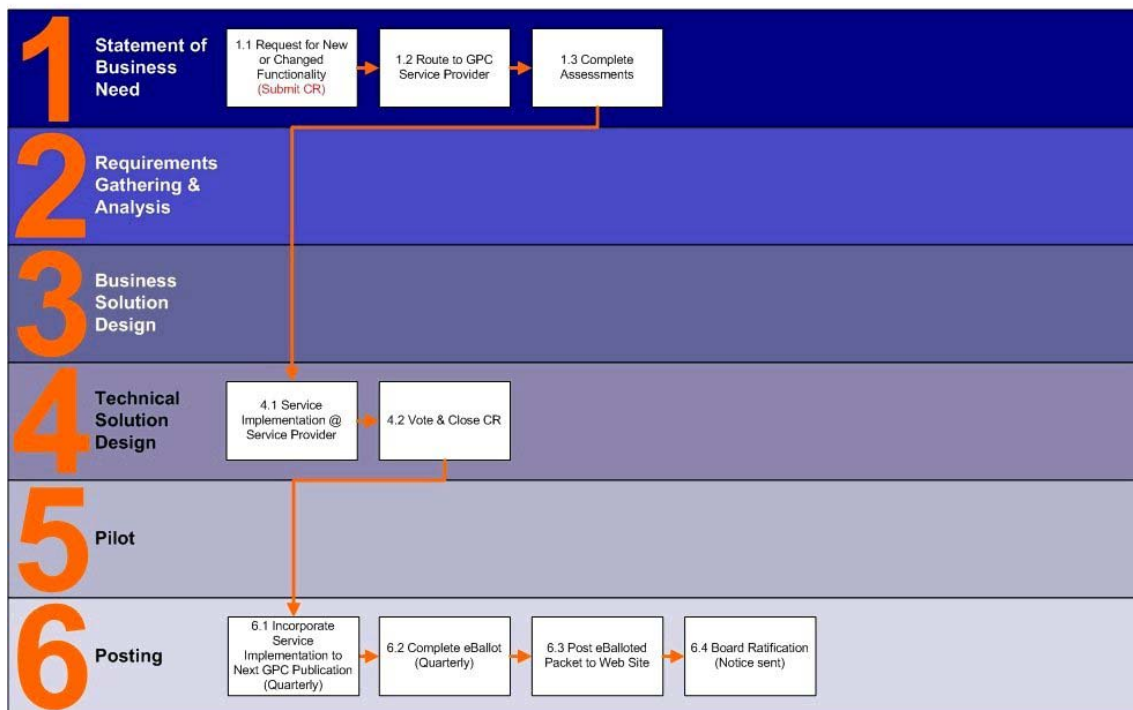 1
Statement of
Business
Need
1.1 Request for New
or Changed
Functionality
(Submit CR)
1.2 Route to GPC
Service Provider
1.3 Complete
Assessments
2
Requirements
Gathering &
Analysis
3
Business
Solution
Design
4
Technical
Solution
Design
4.1 Service
Implementation @
Service Provider
4.2 Vote & Close CR
5
Pilot
6
Posting
6.1 Incorporate
Service
Implementation to
Next GPC Publication
(Quarterly)
6.2 Complete eBallot
(Quarterly)
6.3 Post eBalloted
Packet to Web Site
6.4 Board Ratification
(Notice sent)